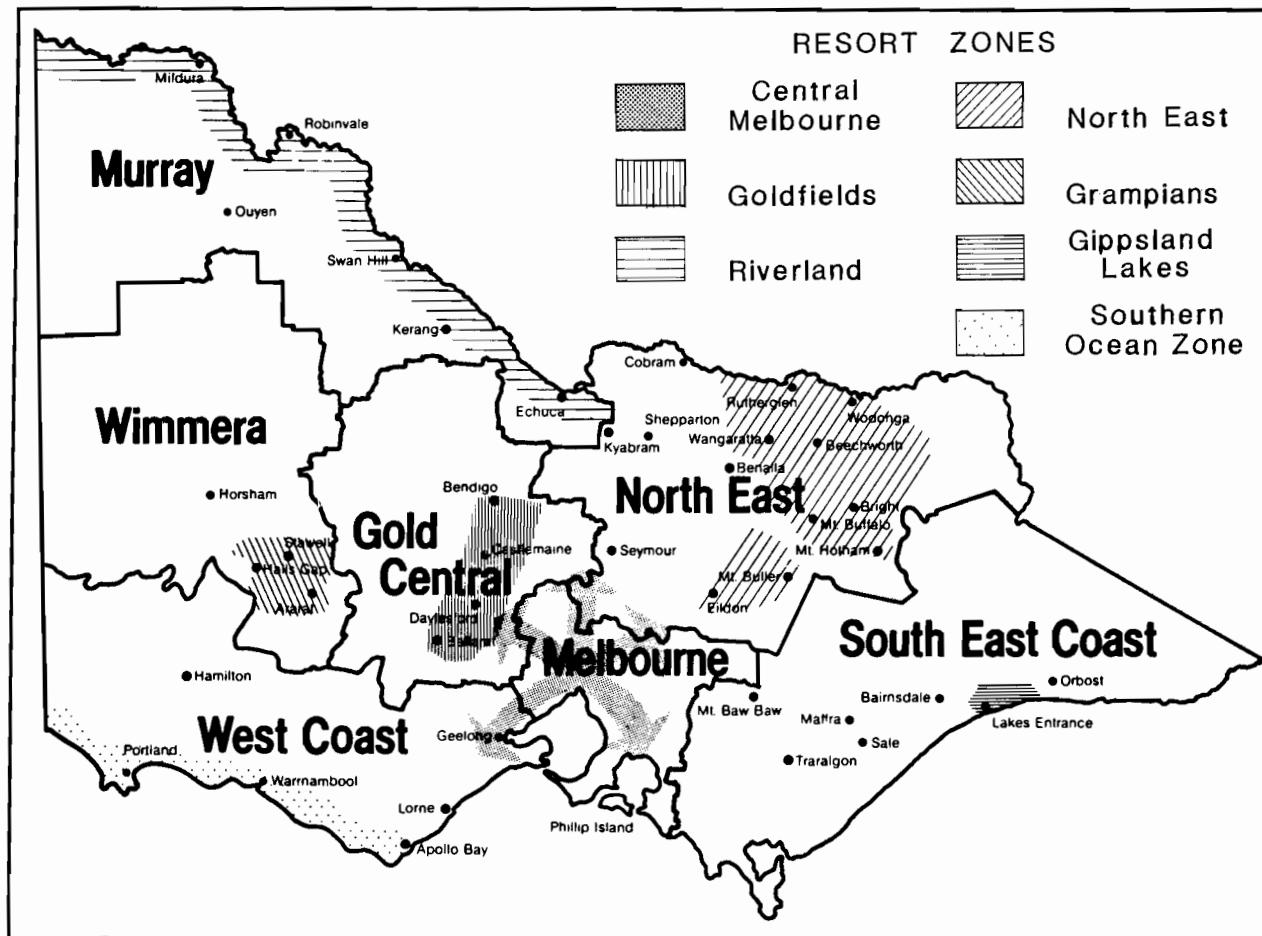 RESORT ZONES
Central
Melbourne
North East
Goldfields
Grampians
Riverland
Gippsland
Lakes
Southern
Ocean Zone
Mildura
Robinvale
Murray
Ouyen
Swan Hill
Kerang
Cobram
Echuca
Rutherglen
Wodonga
Shepparton
Kyabram
Wangaratta
Beechworth
Wimmera
Benalla
Horsham
Bendigo
North East
Bright
Mt. Buffalo
Gold
Central
Stawell
Halls Gap
Ararat
Castlemaine
Seymour
Mt. Hotham
Mt. Buller
Eildon
Daylesford
Ballarat
Melbourne
South East Coast
Hamilton
Orbost
Mt. Baw Baw
Bairnsdale
Lakes Entrance
Maffra
Sale
Traralgon
West Coast
Geelong
Portland
Warrnambool
Lorne
Apollo Bay
Phillip Island